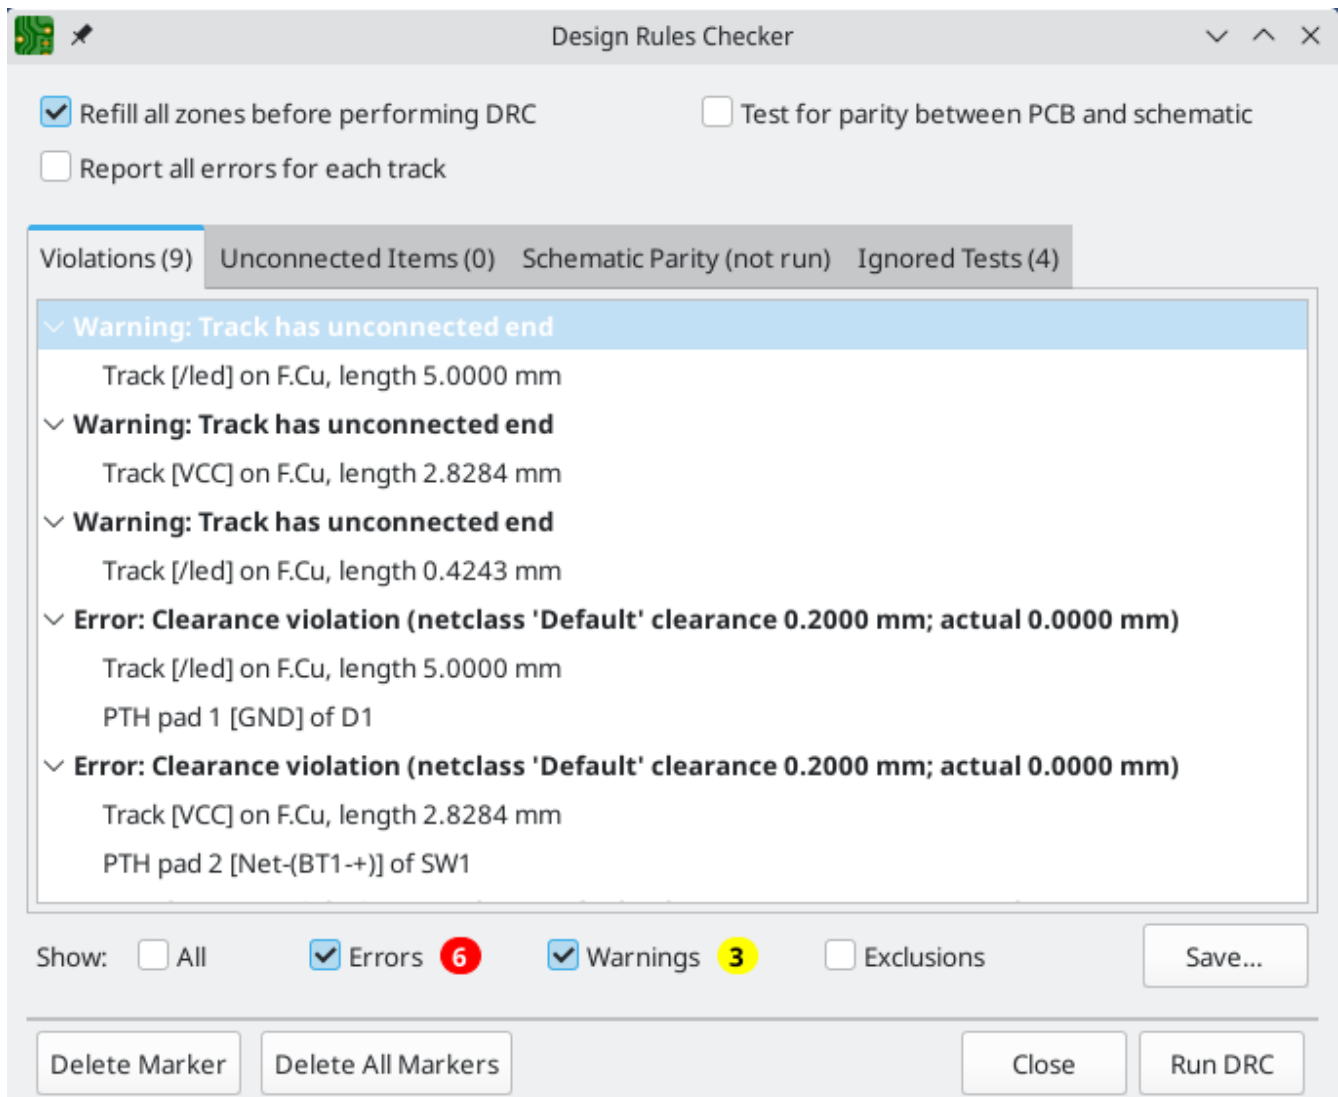 Design Rules Checker
Refill all zones before performing DRC
Test for parity between PCB and schematic
Report all errors for each track
Violations (9) Unconnected Items (0) Schematic Parity (not run) Ignored Tests (4)
Warning: Track has unconnected end
Track [/led] on F.Cu, length 5.0000 mm
Warning: Track has unconnected end
Track [VCC] on F.Cu, length 2.8284 mm
Warning: Track has unconnected end
Track [/led] on F.Cu, length 0.4243 mm
Error: Clearance violation (netclass 'Default' clearance 0.2000 mm; actual 0.0000 mm)
Track [/led] on F.Cu, length 5.0000 mm
PTH pad 1 [GND] of D1
Error: Clearance violation (netclass 'Default' clearance 0.2000 mm; actual 0.0000 mm)
Track [VCC] on F.Cu, length 2.8284 mm
PTH pad 2 [Net-(BT1-+)] of SW1
Show: All Errors 6 Warnings 3 Exclusions Save...
Delete Marker Delete All Markers Close Run DRC